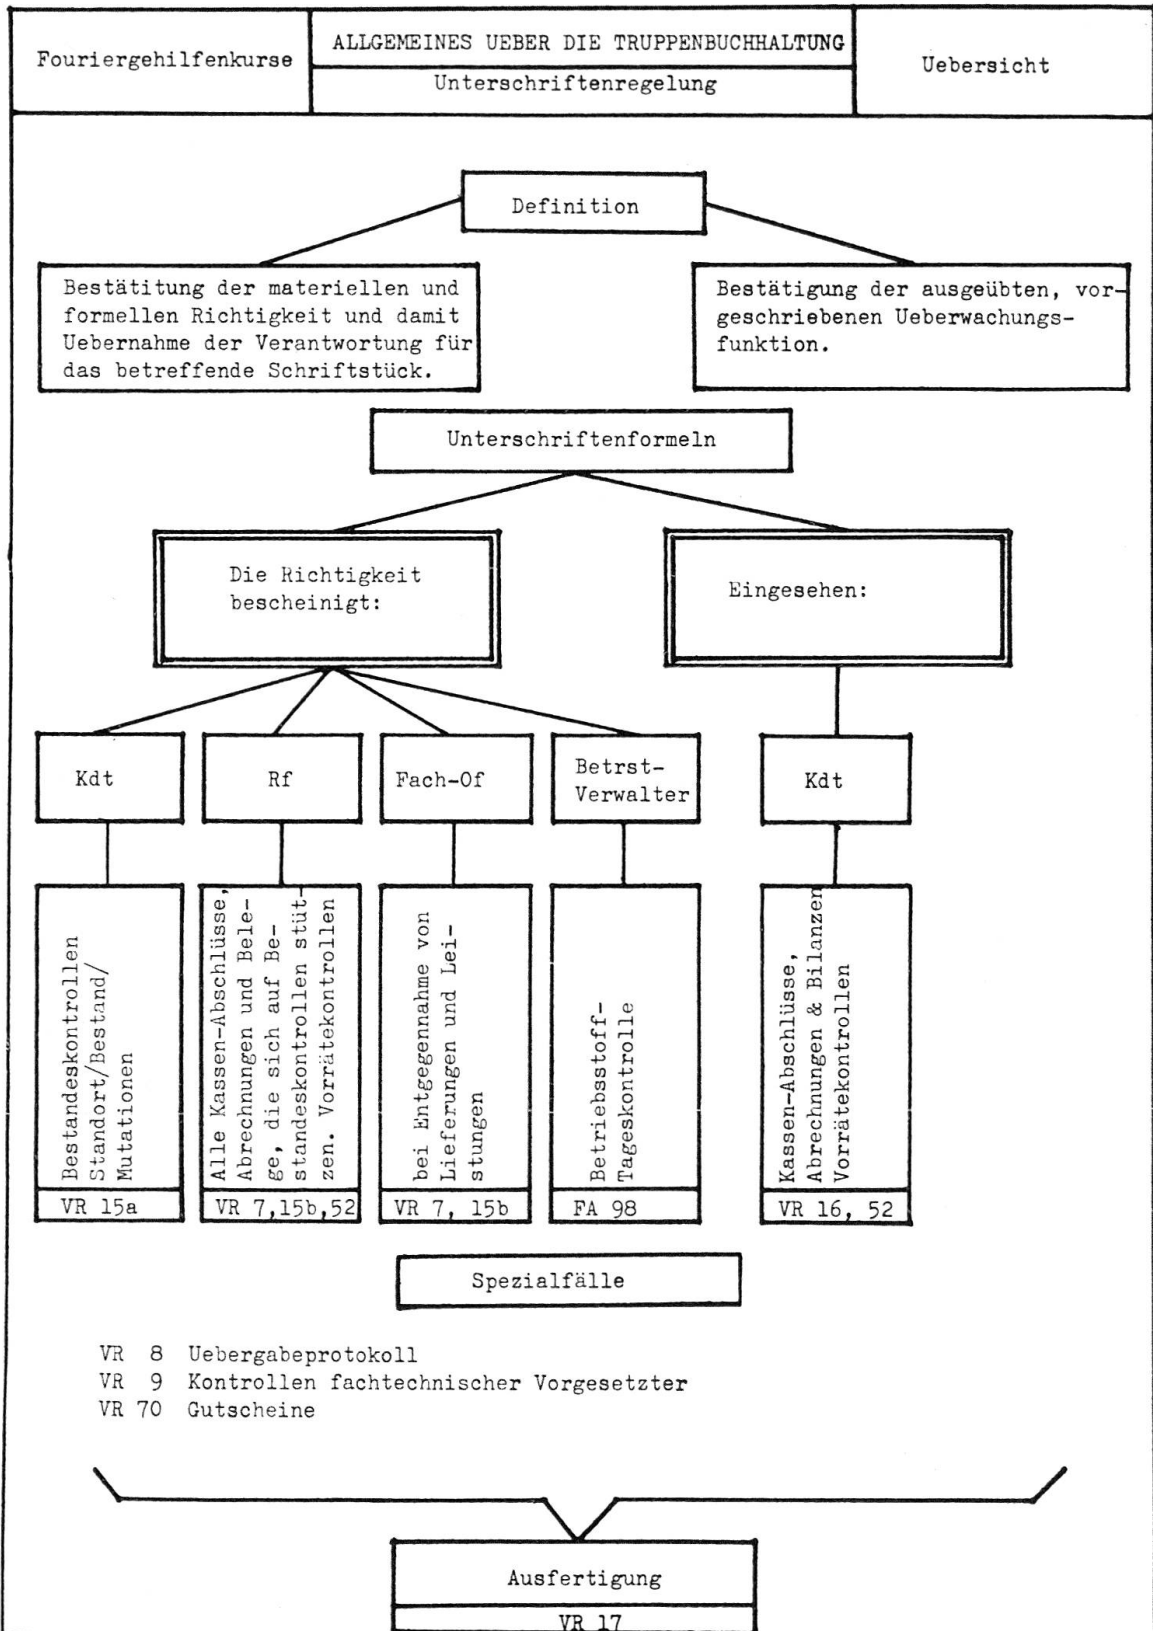 Fouriergehilfenkurse
ALLGEMEINES UEBER DIE TRUPPENBUCHHALTUNG
Unterschriftenregelung
Uebersicht
Definition
Bestätitung der materiellen und
formellen Richtigkeit und damit
Uebernahme der Verantwortung für
das betreffende Schriftstück.
Bestätigung der ausgeübten, vor-
geschriebenen Ueberwachungs-
funktion.
Unterschriftenformeln
Die Richtigkeit
bescheinigt:
Eingesehen:
Kdt
Rf
Fach-Of
Betrst-
Verwalter
Kdt
Bestandeskontrollen
Standort/Bestand/
Mutationen
VR 15a
Alle Kassen-Abschlüsse,
Abrechnungen und Bele-
ge, die sich auf Be-
standeskontrollen stüt-
zen. Vorrätekontrollen
VR 7,15b,52
bei Entgegennahme von
Lieferungen und Lei-
stungen
VR 7, 15b
Betriebsstoff-
Tageskontrolle
FA 98
Kassen-Abschlüsse,
Abrechnungen & Bilanzen
Vorrätekontrollen
VR 16, 52
Spezialfälle
VR 8 Uebergabeprotokoll
VR 9 Kontrollen fachtechnischer Vorgesetzter
VR 70 Gutscheine
Ausfertigung
VR 17